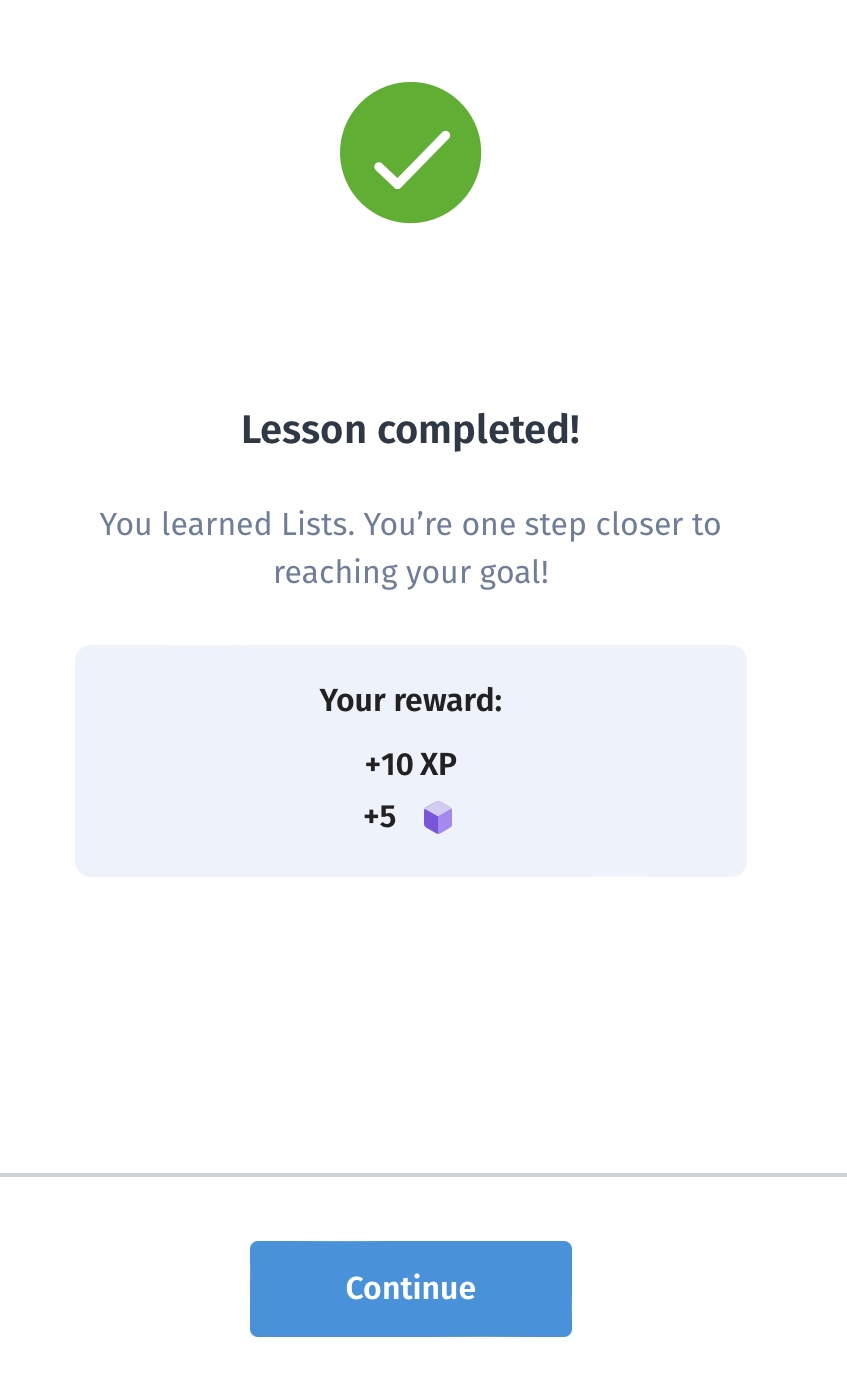 Lesson completed!
You learned Lists. You’re one step closer to
reaching your goal!
Your reward:
+10 XP
+5
Continue